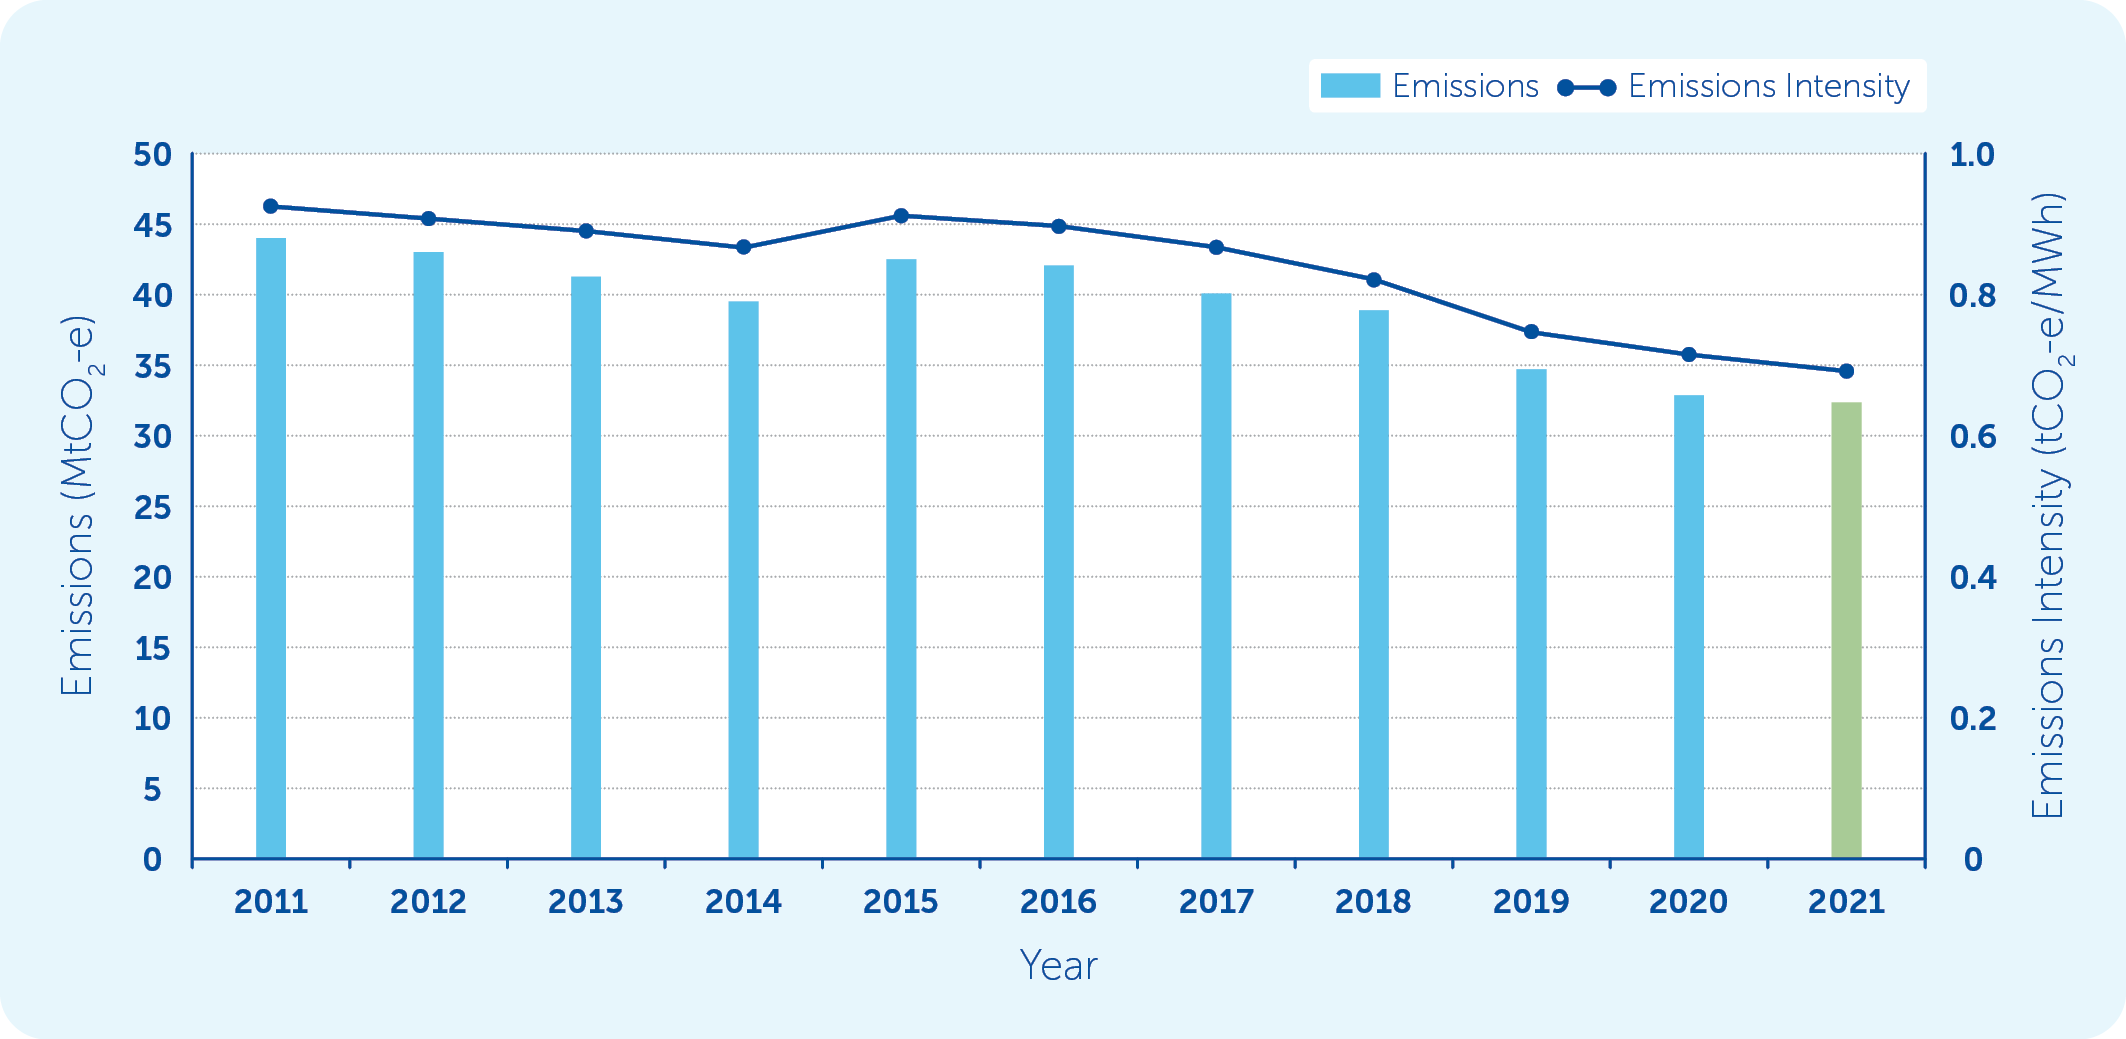 Emissions
Emissions Intensity
50
45
40
35
30
25
20
15
10
5
0
Emissions (MtCO₂-e)
1.0
0.8
0.6
0.4
0.2
0
Emissions Intensity (tCO₂-e/MWh)
2011 2012 2013 2014 2015 2016 2017 2018 2019 2020 2021
Year